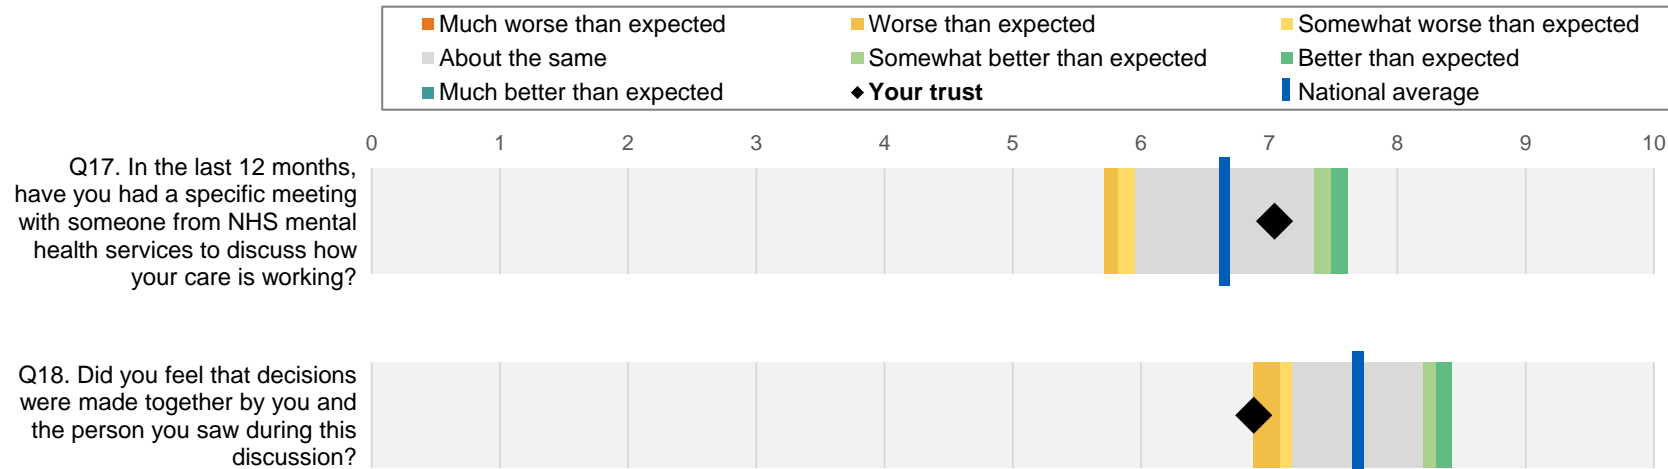 Much worse than expected
Worse than expected
Somewhat worse than expected
About the same
Somewhat better than expected
Better than expected
Much better than expected
Your trust
National average
0 1 2 3 4 5 6 7 8 9 10
Q17. In the last 12 months,
have you had a specific meeting
with someone from NHS mental
health services to discuss how
your care is working?
Q18. Did you feel that decisions
were made together by you and
the person you saw during this
discussion?